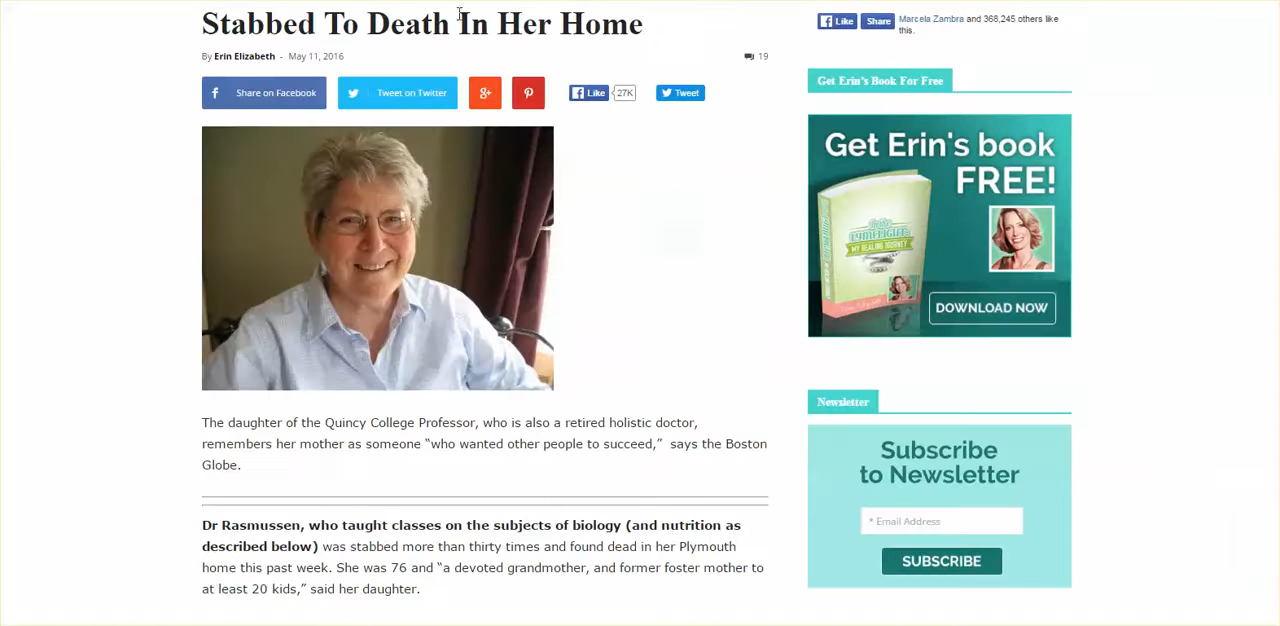 Stabbed To Death In Her Home
By Erin Elizabeth - May 11, 2016
19
Share on Facebook
Tweet on Twitter
Like
27K
Tweet
The daughter of the Quincy College Professor, who is also a retired holistic doctor,
remembers her mother as someone “who wanted other people to succeed,”  says the Boston
Globe.
Dr Rasmussen, who taught classes on the subjects of biology (and nutrition as
described below) was stabbed more than thirty times and found dead in her Plymouth
home this past week. She was 76 and “a devoted grandmother, and former foster mother to
at least 20 kids,” said her daughter.
Like
Share
Marcela Zambra and 368,245 others like
this.
Get Erin's Book For Free
Get Erin's book
FREE!
MY HEALING JOURNEY
DOWNLOAD NOW
Newsletter
Subscribe
to Newsletter
* Email Address
SUBSCRIBE